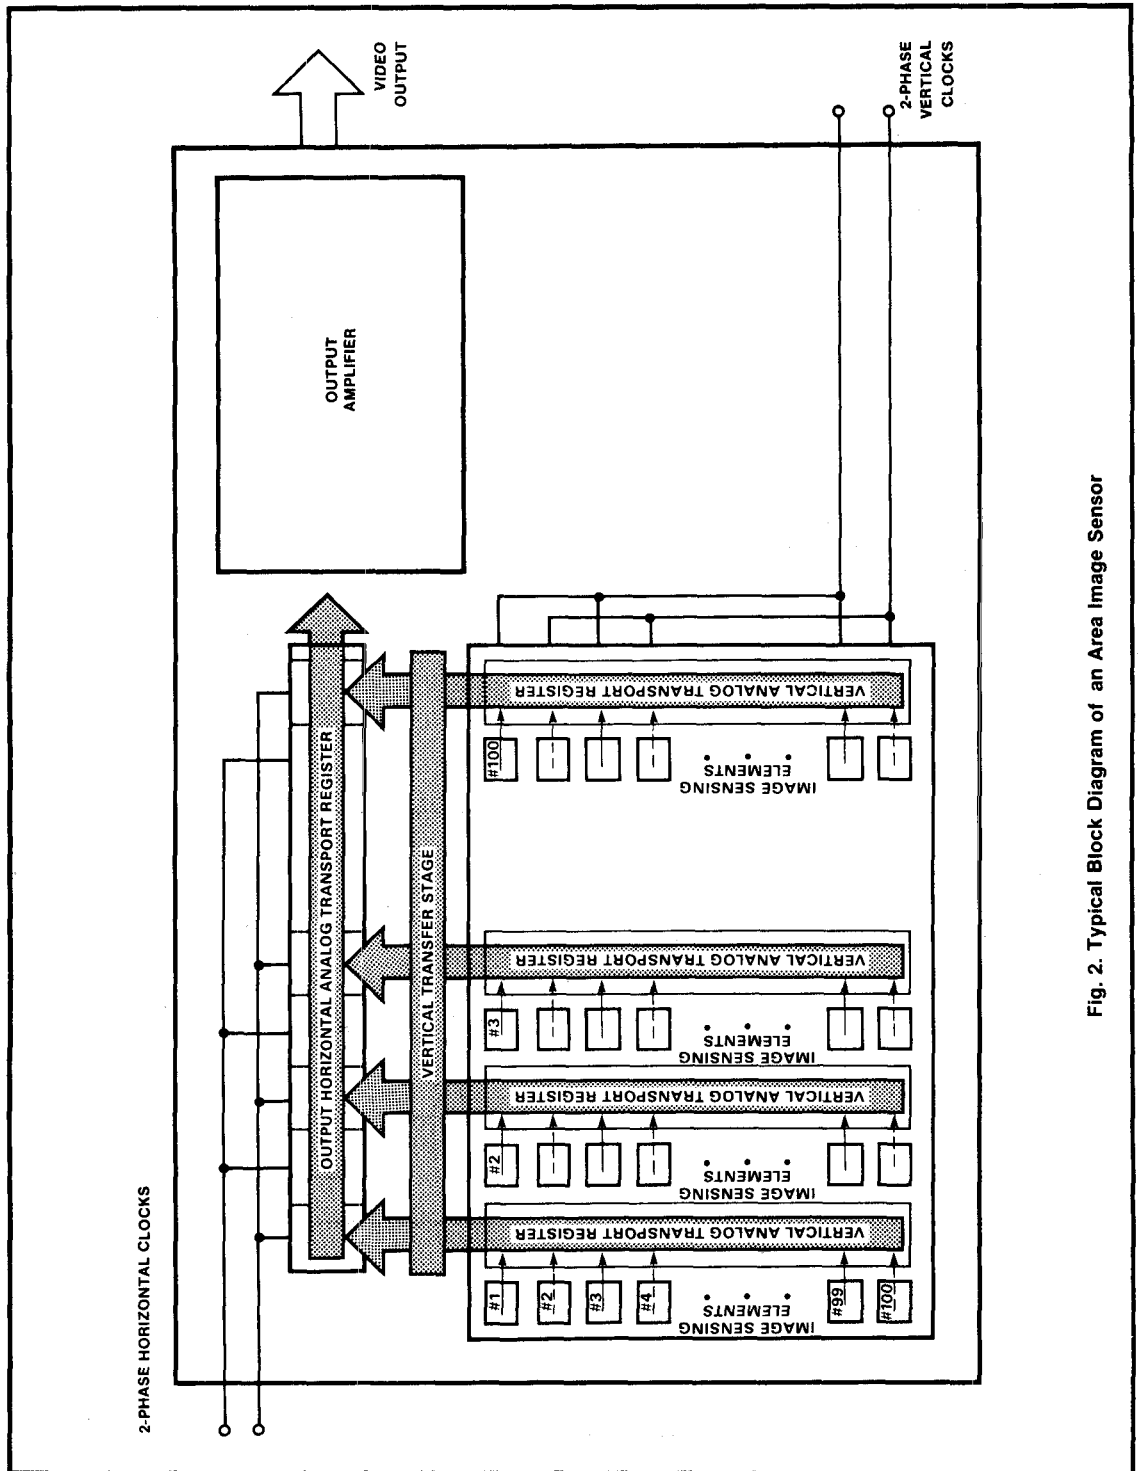 2-PHASE HORIZONTAL CLOCKS
VIDEO
OUTPUT
OUTPUT
AMPLIFIER
OUTPUT HORIZONTAL ANALOG TRANSPORT REGISTER
VERTICAL TRANSFER STAGE
#1
#2
#3
#4
#99
#100
IMAGE SENSING
ELEMENTS
VERTICAL ANALOG TRANSPORT REGISTER
#2
IMAGE SENSING
ELEMENTS
VERTICAL ANALOG TRANSPORT REGISTER
#3
IMAGE SENSING
ELEMENTS
VERTICAL ANALOG TRANSPORT REGISTER
#100
IMAGE SENSING
ELEMENTS
VERTICAL ANALOG TRANSPORT REGISTER
2-PHASE
VERTICAL
CLOCKS
Fig. 2. Typical Block Diagram of an Area Image Sensor